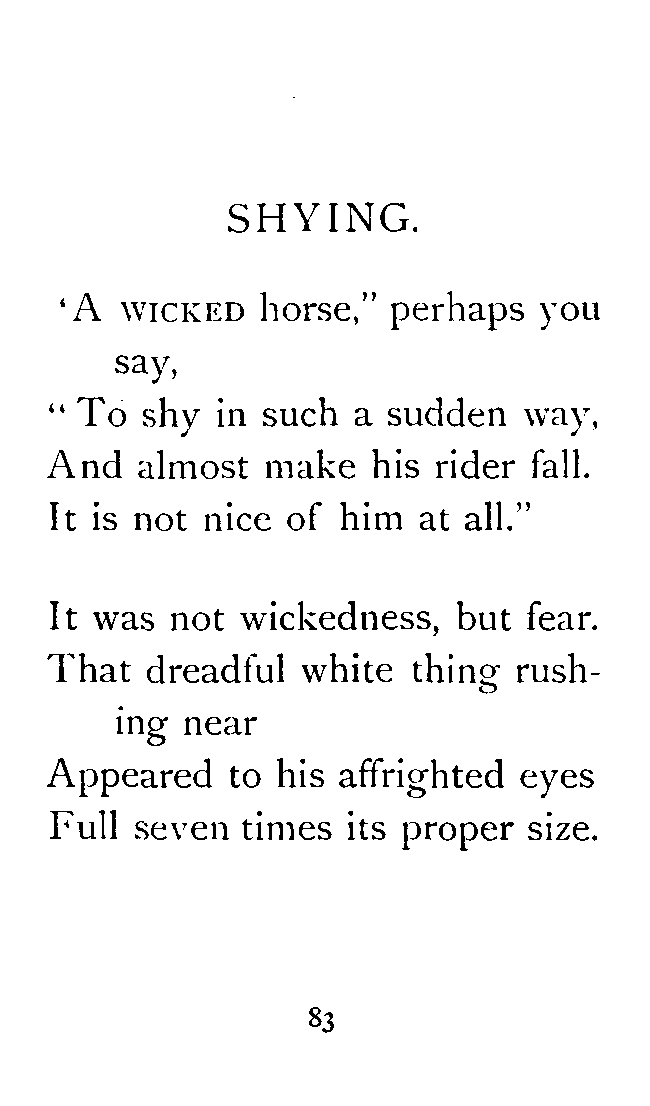 SHYING.
‘A WICKED horse,” perhaps you
say,
“ To shy in such a sudden way,
And almost make his rider fall.
It is not nice of him at all.”
It was not wickedness, but fear.
That dreadful white thing rush-
ing near
Appeared to his affrighted eyes
Full seven times its proper size.
83